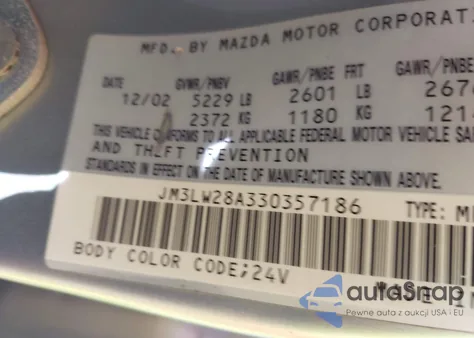 MFD. BY MAZDA MOTOR CORPORAT
DATE GVWR/PNBV GAWR/PNBE FRT GAWR/PNBE
12/02 5229 LB 2601 LB 267
2372 KG 1180 KG 121
THIS VEHICLE CONFORMS TO ALL APPLICABLE FEDERAL MOTOR VEHICLE SA
AND THEFT PREVENTION
STANDARDS IN EFFECT ON THE DATE OF MANUFACTURE SHOWN ABOVE.
JM3LW28A330357186 TYPE: M
BODY COLOR CODE;24V
autoSnap
Pewne auta z aukcji USA i EU